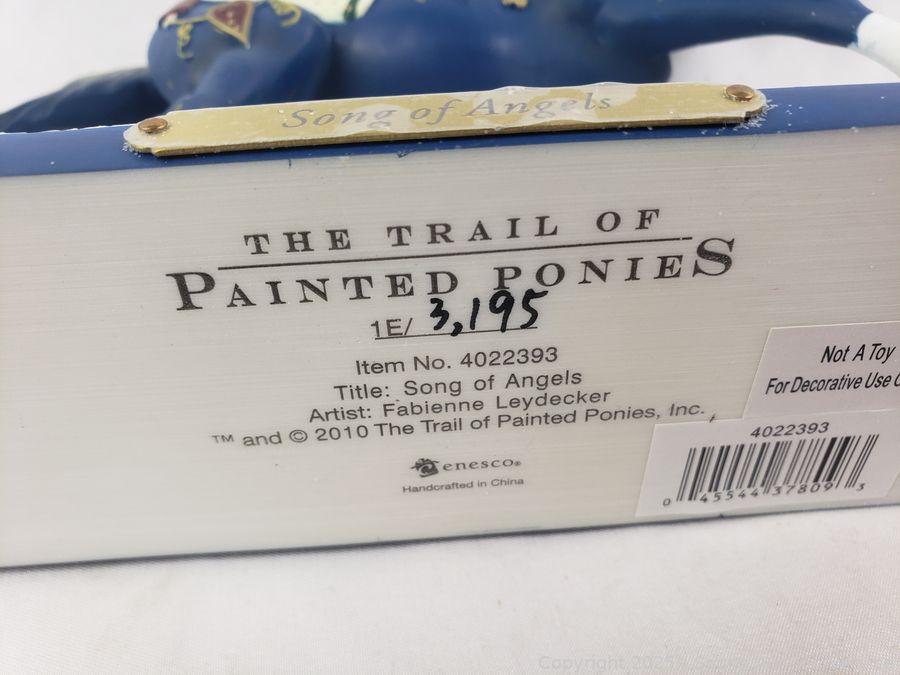 Song of Angels
THE TRAIL OF
PAINTED PONIES
1E/ 3,195
Item No. 4022393
Title: Song of Angels
Artist: Fabienne Leydecker
™ and © 2010 The Trail of Painted Ponies, Inc.
enesco®
Handcrafted in China
Not A Toy
For Decorative Use
4022393
0 45544 37809 3
Copyright 2025